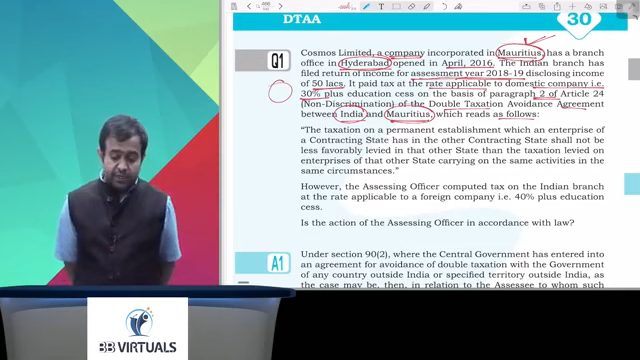 DTAA
30
Q1
Cosmos Limited, a company incorporated in Mauritius, has a branch
office in Hyderabad opened in April, 2016. The Indian branch has
filed return of income for assessment year 2018-19 disclosing income
of 50 lacs. It paid tax at the rate applicable to domestic company i.e.
30% plus education cess on the basis of paragraph 2 of Article 24
(Non-Discrimination) of the Double Taxation Avoidance Agreement
between India and Mauritius, which reads as follows:
“The taxation on a permanent establishment which an enterprise of
a Contracting State has in the other Contracting State shall not be
less favorably levied in that other State than the taxation levied on
enterprises of that other State carrying on the same activities in
the same circumstances.”
However, the Assessing Officer computed tax on the Indian branch
at the rate applicable to a foreign company i.e. 40% plus education
cess.
Is the action of the Assessing Officer in accordance with law?
A1
Under section 90(2), where the Central Government has entered into
an agreement for avoidance of double taxation with the Government
of any country outside India or specified territory outside India, as
the case may be, then, in relation to the Assessee to whom such
BB VIRTUALS